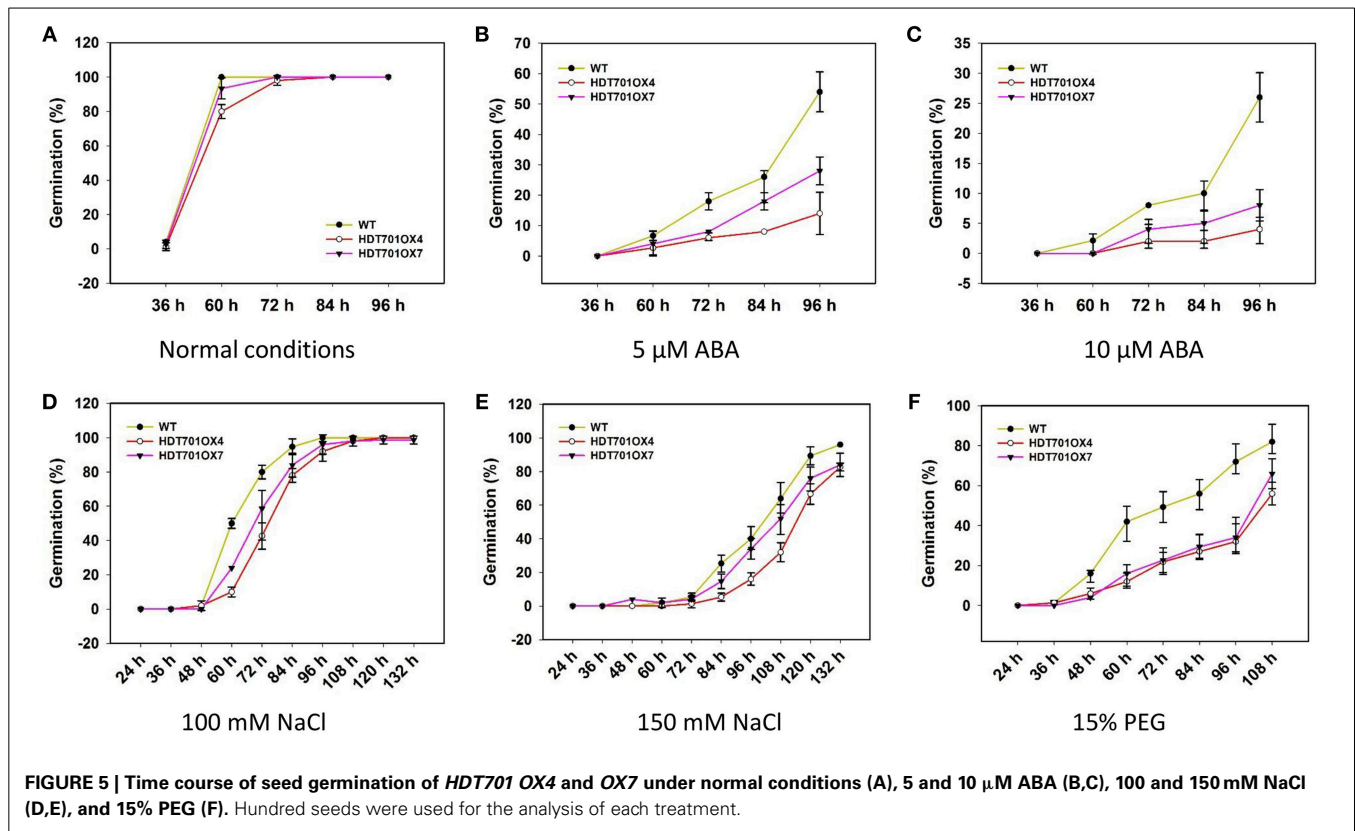 A
Germination (%)
120
100
80
60
40
20
0
-20
WT
HDT701OX4
HDT701OX7
36 h 60 h 72 h 84 h 96 h
Normal conditions
B
Germination (%)
70
60
50
40
30
20
10
0
WT
HDT701OX4
HDT701OX7
36 h 60 h 72 h 84 h 96 h
5 μM ABA
C
Germination (%)
35
30
25
20
15
10
5
0
-5
WT
HDT701OX4
HDT701OX7
36 h 60 h 72 h 84 h 96 h
10 μM ABA
D
Germination (%)
120
100
80
60
40
20
0
-20
WT
HDT701OX4
HDT701OX7
24 h 36 h 48 h 60 h 72 h 84 h 96 h 108 h 120 h 132 h
100 mM NaCl
E
Germination (%)
120
100
80
60
40
20
0
-20
WT
HDT701OX4
HDT701OX7
24 h 36 h 48 h 60 h 72 h 84 h 96 h 108 h 120 h 132 h
150 mM NaCl
F
Germination (%)
100
80
60
40
20
0
WT
HDT701OX4
HDT701OX7
24 h 36 h 48 h 60 h 72 h 84 h 96 h 108 h
15% PEG
FIGURE 5 | Time course of seed germination of HDT701 OX4 and OX7 under normal conditions (A), 5 and 10 μM ABA (B,C), 100 and 150 mM NaCl
(D,E), and 15% PEG (F). Hundred seeds were used for the analysis of each treatment.